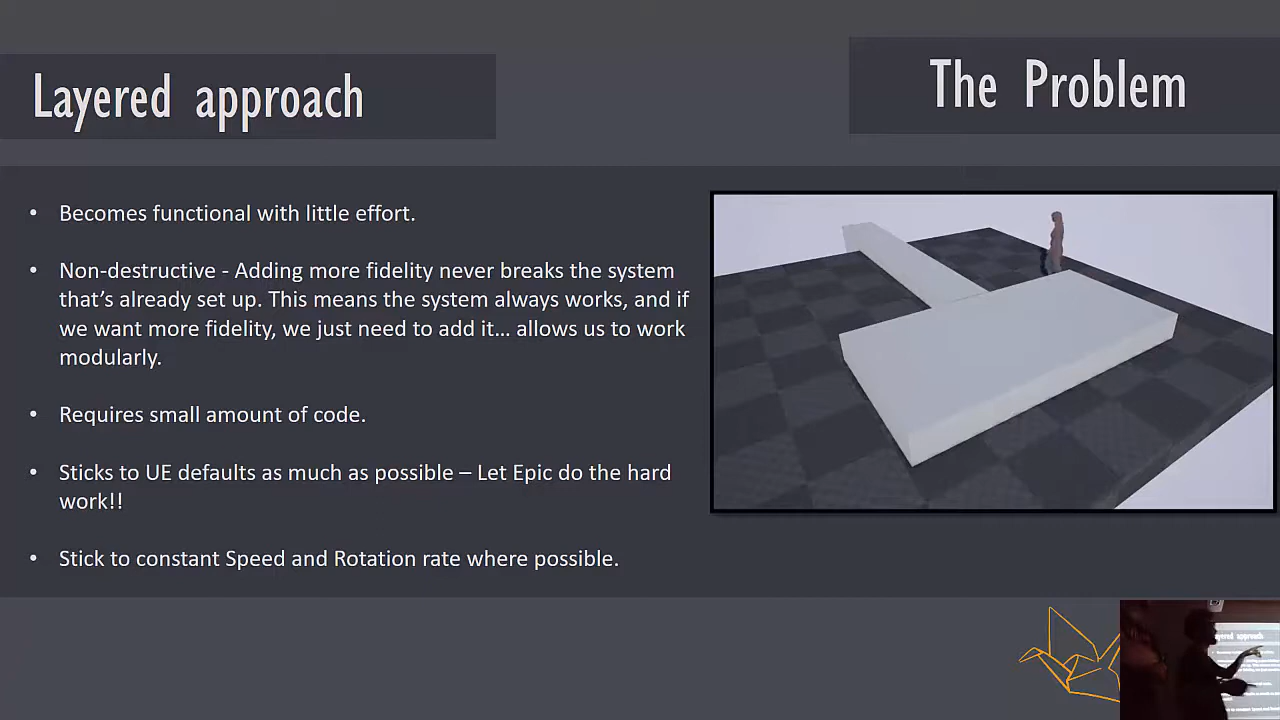 Layered approach
The Problem
• Becomes functional with little effort.
• Non-destructive - Adding more fidelity never breaks the system
that's already set up. This means the system always works, and if
we want more fidelity, we just need to add it… allows us to work
modularly.
• Requires small amount of code.
• Sticks to UE defaults as much as possible – Let Epic do the hard
work!!
• Stick to constant Speed and Rotation rate where possible.